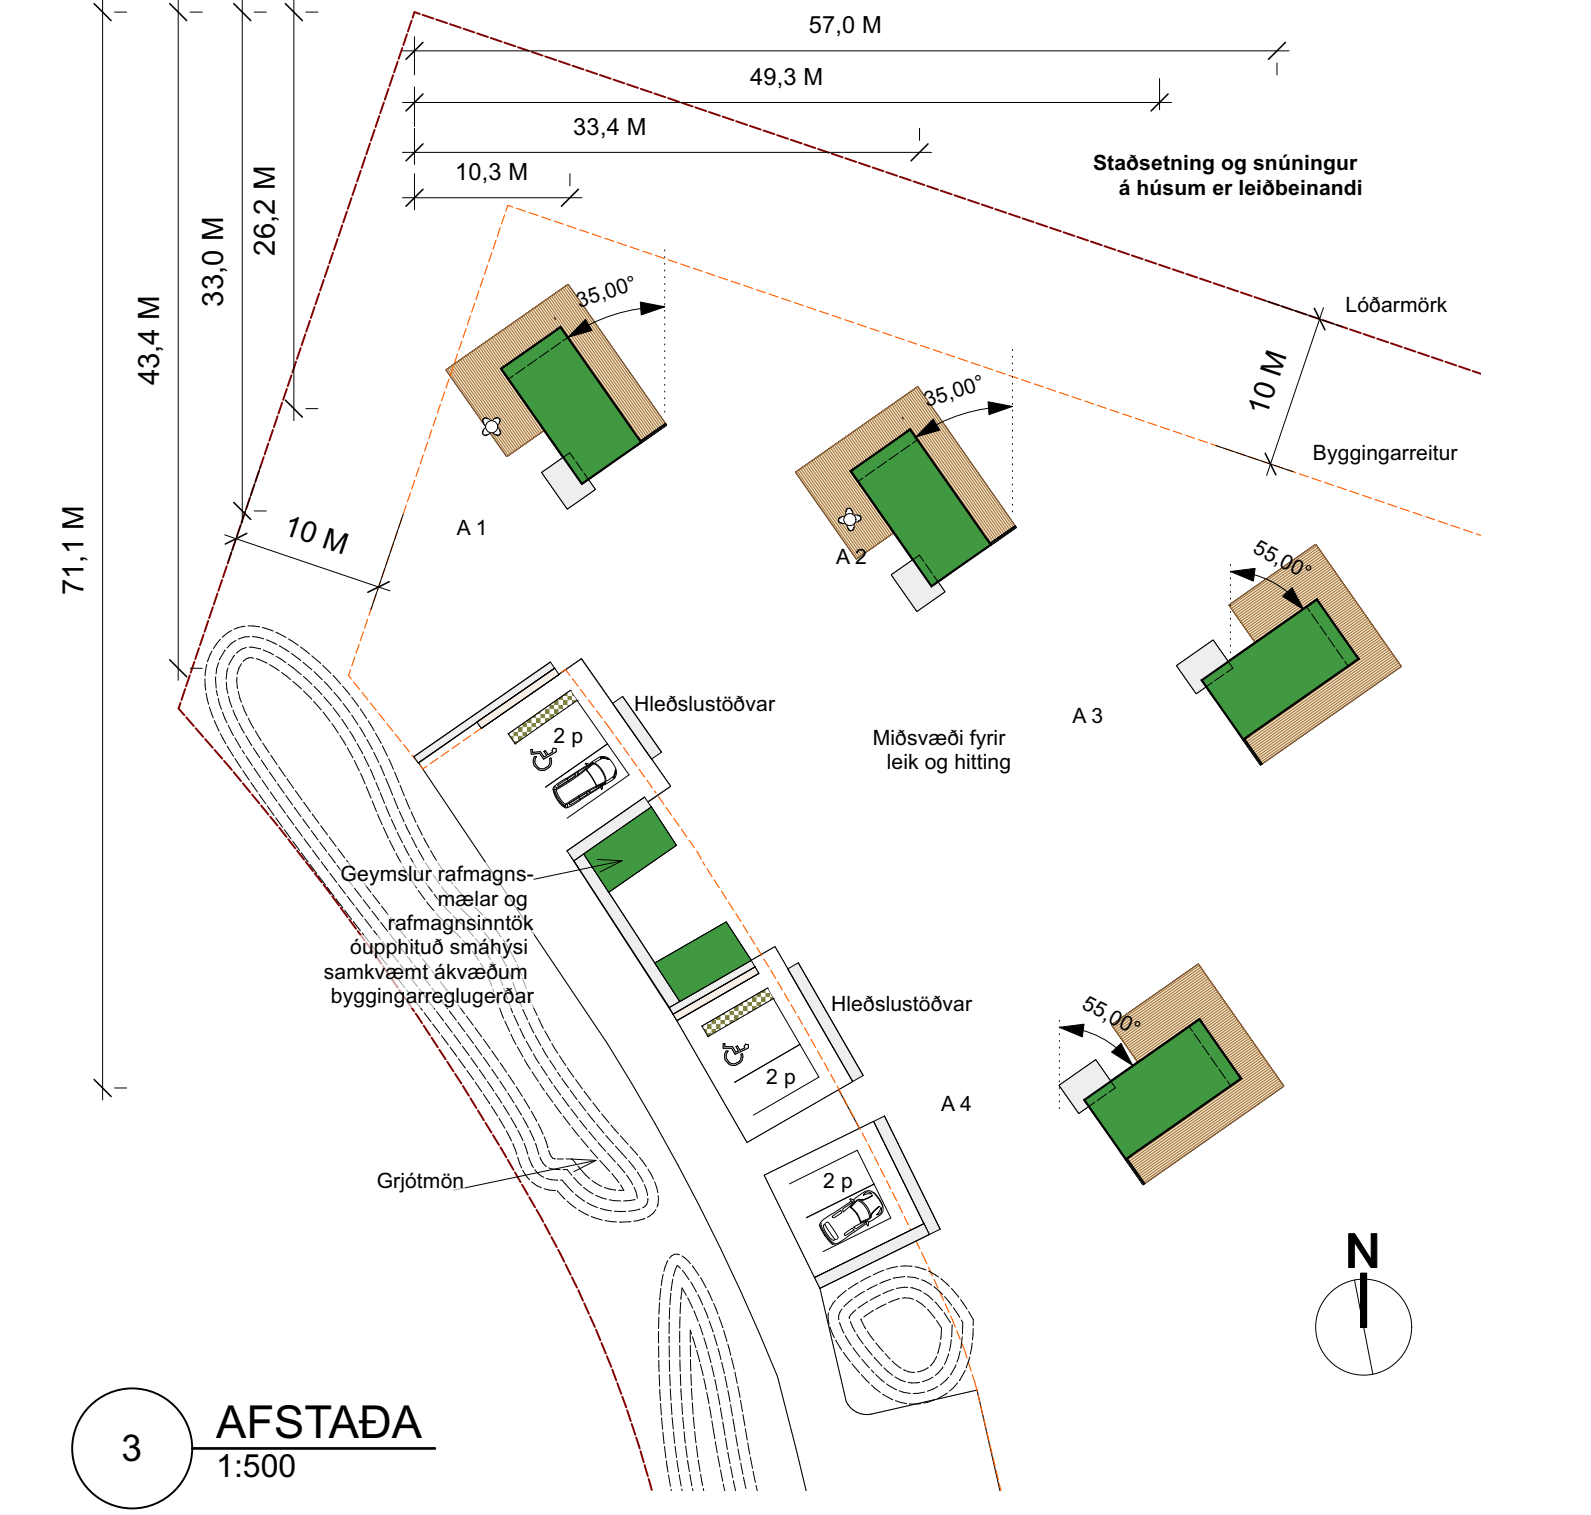 57,0 M
49,3 M
33,4 M
10,3 M
Staðsetning og snúningur
á húsum er leiðbeinandi
26,2 M
33,0 M
43,4 M
71,1 M
35,00°
35,00°
Lóðarmörk
10 M
Byggingarreitur
10 M
A 1
A 2
55,00°
A 3
Hleðslustöðvar
2 p
Miðsvæði fyrir
leik og hitting
Geymslur rafmagns-
mælar og
rafmagnsinntök
óupphituð smáhýsi
samkvæmt ákvæðum
byggingarreglugerðar
Hleðslustöðvar
55,00°
2 p
A 4
Grjótmön
2 p
N
3
AFSTAÐA
1:500